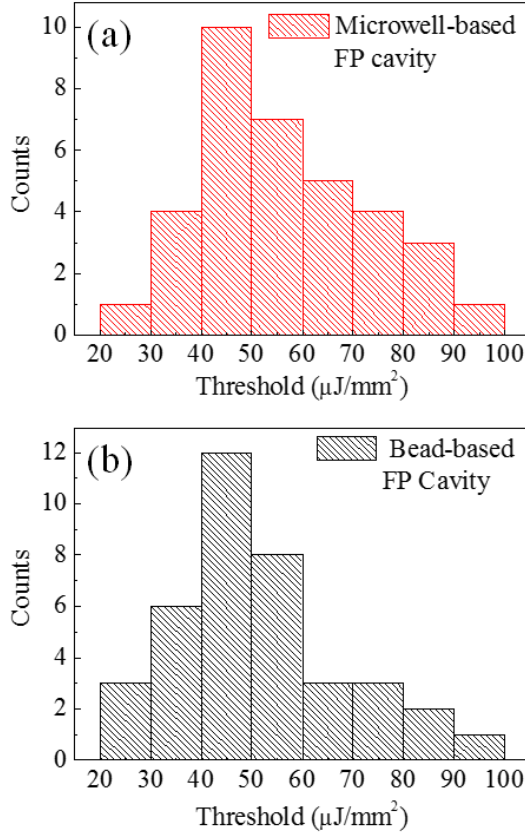 (a)
Microwell-based
FP cavity
Counts
10
8
6
4
2
0
20 30 40 50 60 70 80 90 100
Threshold (µJ/mm²)
(b)
Bead-based
FP Cavity
Counts
12
10
8
6
4
2
0
20 30 40 50 60 70 80 90 100
Threshold (µJ/mm²)